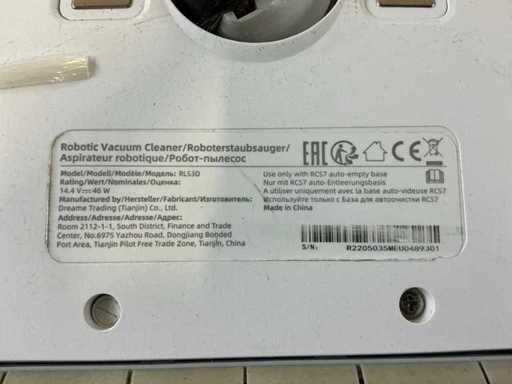 Robotic Vacuum Cleaner/Roboterstaubsauger/
Aspirateur robotique/Робот-пылесос
Model/Modell/Modèle/Модель: RLS3D
Rating/Wert/Nominales/Оценка:
14.4 V⎓46 W
Manufactured by/Hersteller/Fabricant/Изготовитель:
Dreame Trading (Tianjin) Co., Ltd.
Address/Adresse/Adresse/Адрес:
Room 2112-1-1, South District, Finance and Trade
Center, No.6975 Yazhou Road, Dongjiang Bonded
Port Area, Tianjin Pilot Free Trade Zone, Tianjin, China
EAC
CE
Use only with RCS7 auto-empty base
Nur mit RCS7 auto-Entleerungsbasis
A utiliser uniquement avec la base auto-videuse RCS7
Используйте только с База для автоочистки RCS7
S/N:
R2205035MEU0489301